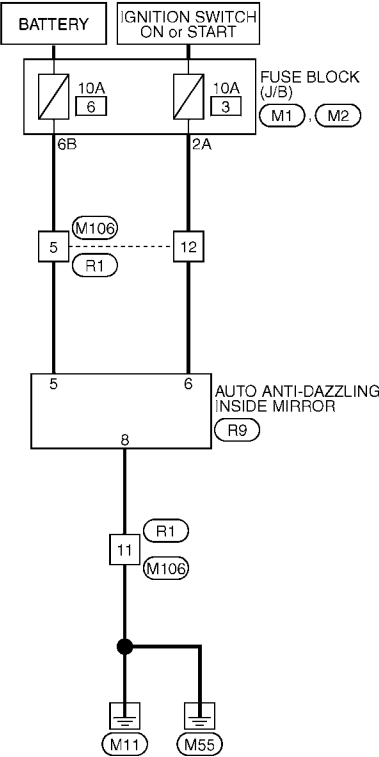 BATTERY
IGNITION SWITCH
ON or START
10A
6
10A
3
FUSE BLOCK
(J/B)
M1 , M2
6B
2A
M106
5
12
R1
5
6
AUTO ANTI-DAZZLING
INSIDE MIRROR
R9
8
R1
11
M106
M11
M55